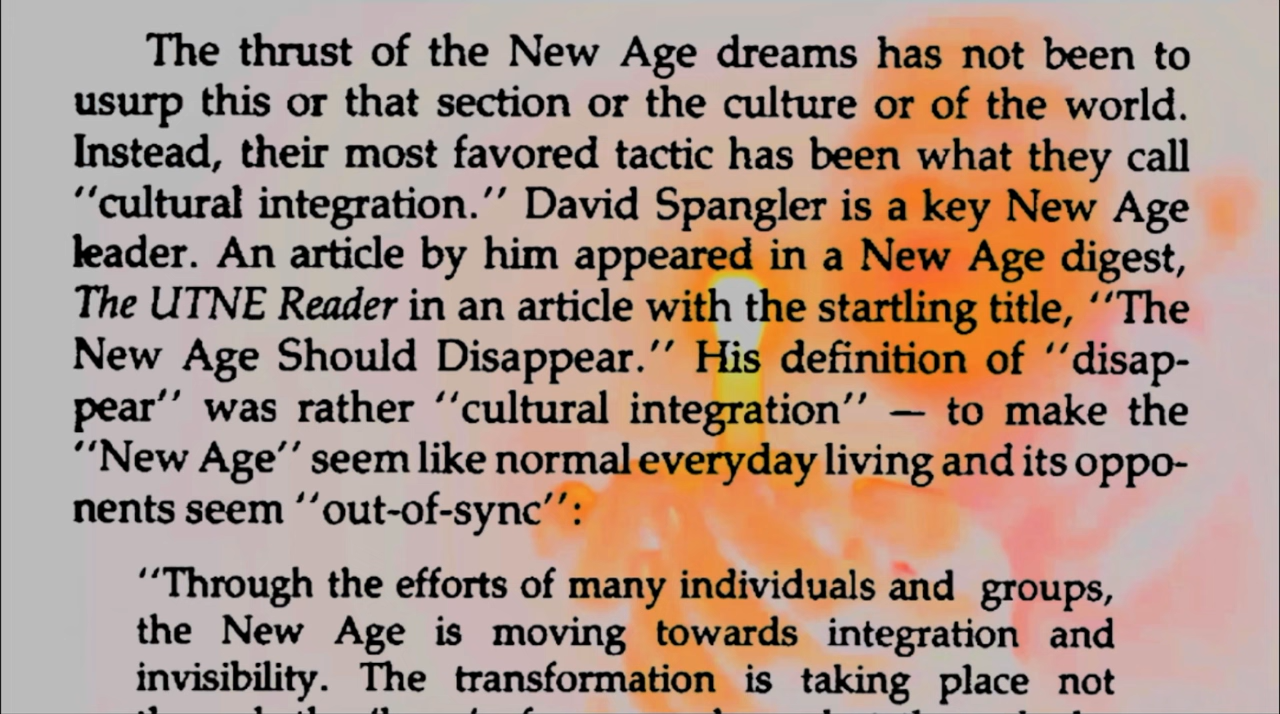 The thrust of the New Age dreams has not been to
usurp this or that section or the culture or of the world.
Instead, their most favored tactic has been what they call
‘‘cultural integration.’’ David Spangler is a key New Age
leader. An article by him appeared in a New Age digest,
The UTNE Reader in an article with the startling title, ‘‘The
New Age Should Disappear.’’ His definition of ‘‘disap-
pear’’ was rather ‘‘cultural integration’’ — to make the
‘‘New Age’’ seem like normal everyday living and its oppo-
nents seem ‘‘out-of-sync’’:
‘‘Through the efforts of many individuals and groups,
the New Age is moving towards integration and
invisibility. The transformation is taking place not